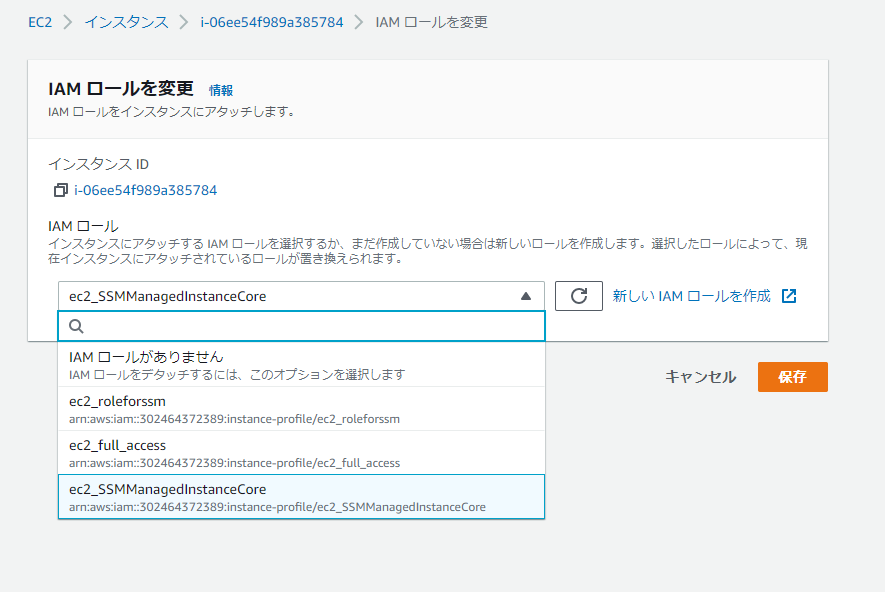 EC2 > インスタンス > i-06ee54f989a385784 > IAM ロールを変更
IAM ロールを変更 情報
IAM ロールをインスタンスにアタッチします。
インスタンス ID
i-06ee54f989a385784
IAM ロール
インスタンスにアタッチする IAM ロールを選択するか、まだ作成していない場合は新しいロールを作成します。選択したロールによって、現
在インスタンスにアタッチされているロールが置き換えられます。
ec2_SSMManagedInstanceCore 新しい IAM ロールを作成
IAM ロールがありません
IAM ロールをデタッチするには、このオプションを選択します
キャンセル 保存
ec2_roleforssm
arn:aws:iam::302464372389:instance-profile/ec2_roleforssm
ec2_full_access
arn:aws:iam::302464372389:instance-profile/ec2_full_access
ec2_SSMManagedInstanceCore
arn:aws:iam::302464372389:instance-profile/ec2_SSMManagedInstanceCore